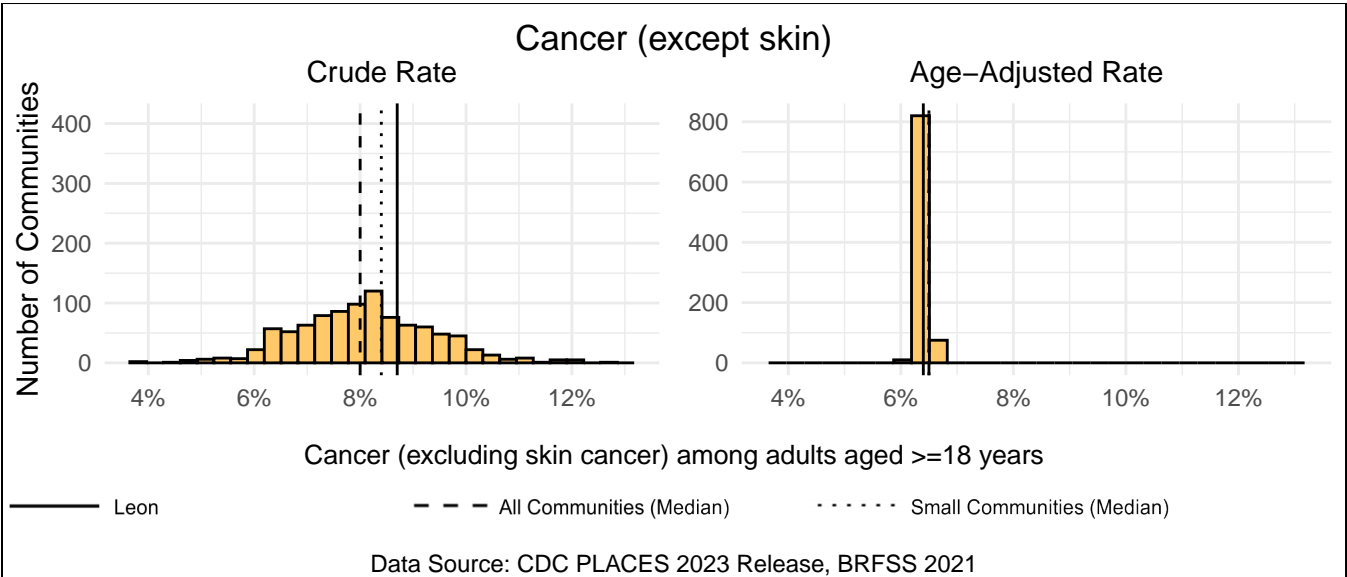 Cancer (except skin)
Crude Rate
Age−Adjusted Rate
Number of Communities
400
300
200
100
0
4%
6%
8%
10%
12%
800
600
400
200
0
4%
6%
8%
10%
12%
Cancer (excluding skin cancer) among adults aged >=18 years
Leon
All Communities (Median)
Small Communities (Median)
Data Source: CDC PLACES 2023 Release, BRFSS 2021